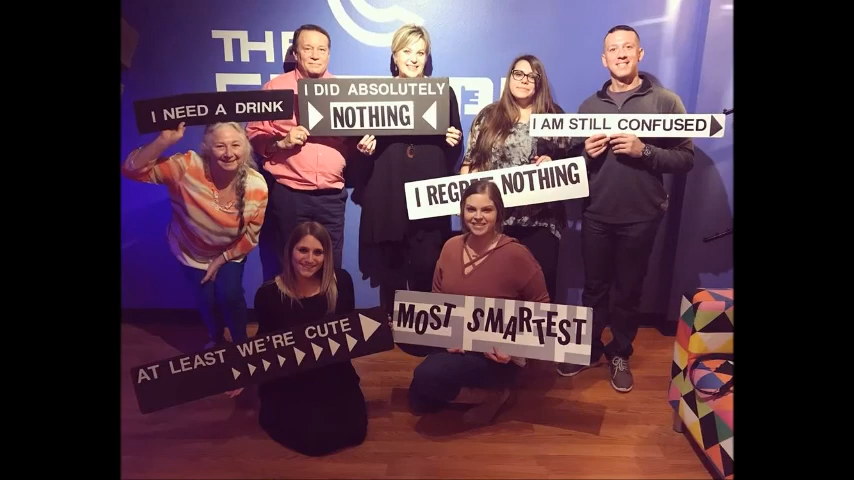 THE
I NEED A DRINK
I DID ABSOLUTELY
NOTHING
I AM STILL CONFUSED
I REGRET NOTHING
MOST SMARTEST
AT LEAST WE'RE CUTE